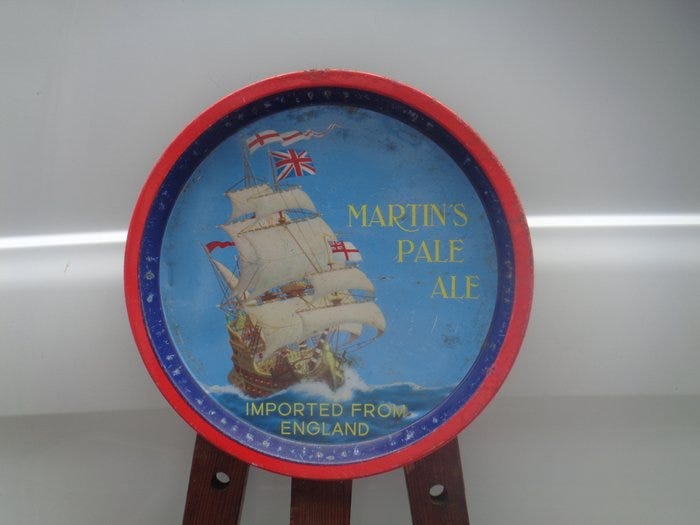 MARTIN'S
PALE
ALE
IMPORTED FROM
ENGLAND